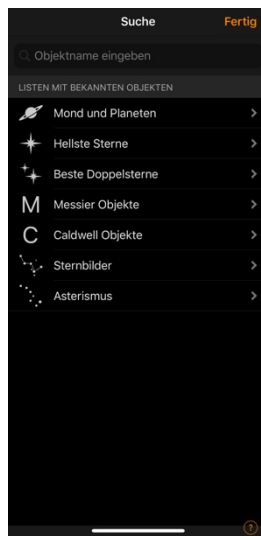 Suche
Fertig
Objektname eingeben
LISTEN MIT BEKANNTEN OBJEKTEN
Mond und Planeten
Hellste Sterne
Beste Doppelsterne
M Messier Objekte
C Caldwell Objekte
Sternbilder
Asterismus
?